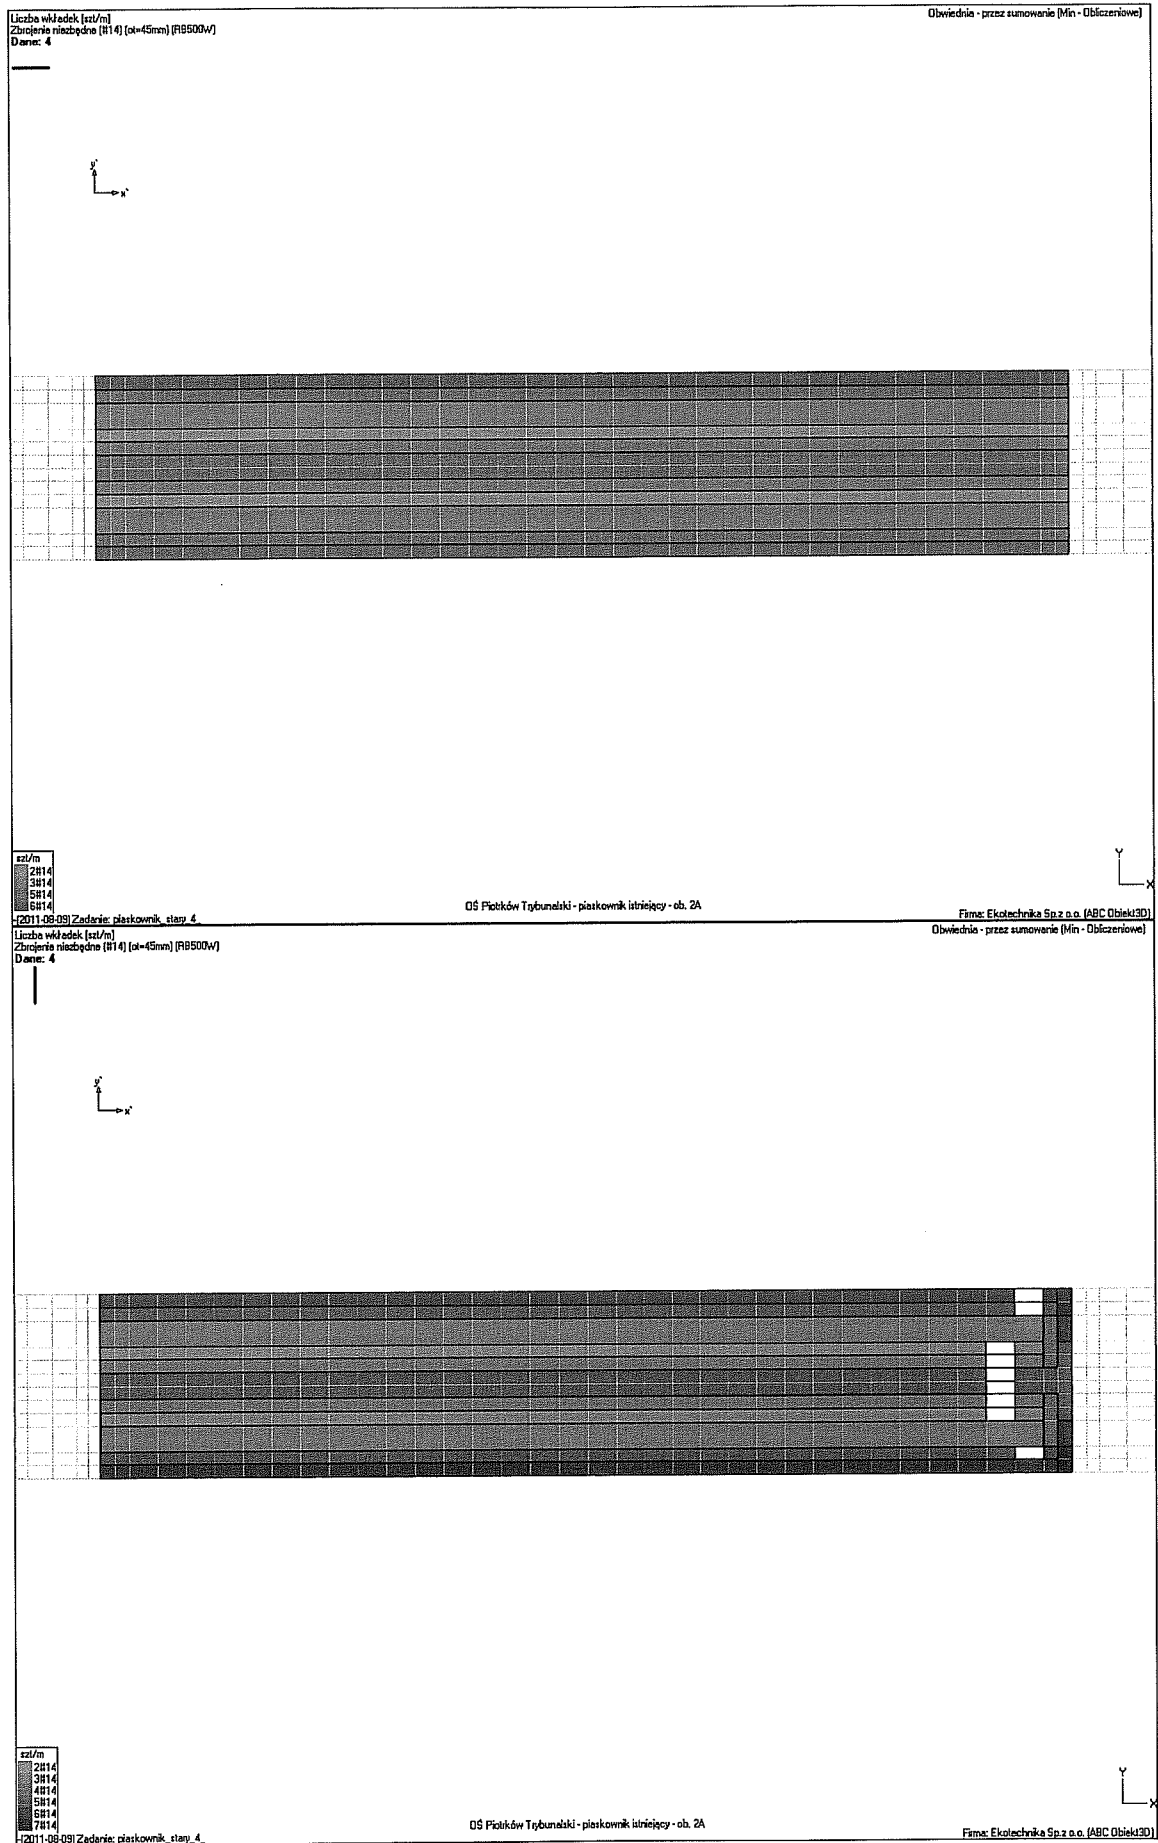 Liczba wkładek [szt/m]
Zbrojenie niezbędne (#14) (ot=45mm) (RB500W)
Dane: 4
Obwiednia - przez sumowanie (Min - Obliczeniowe)
y`
x`
szt/m
2#14
3#14
5#14
6#14
Y
X
(2011-08-09) Zadanie: piaskownik_stary_4_
OŚ Piotrków Trybunalski - piaskownik istniejący - ob. 2A
Firma: Ekotechnika Sp.z o.o. (ABC Obiekt3D)
Liczba wkładek [szt/m]
Zbrojenie niezbędne (#14) (ot=45mm) (RB500W)
Dane: 4
Obwiednia - przez sumowanie (Min - Obliczeniowe)
y`
x`
szt/m
2#14
3#14
4#14
5#14
6#14
7#14
Y
X
(2011-08-09) Zadanie: piaskownik_stary_4_
OŚ Piotrków Trybunalski - piaskownik istniejący - ob. 2A
Firma: Ekotechnika Sp.z o.o. (ABC Obiekt3D)